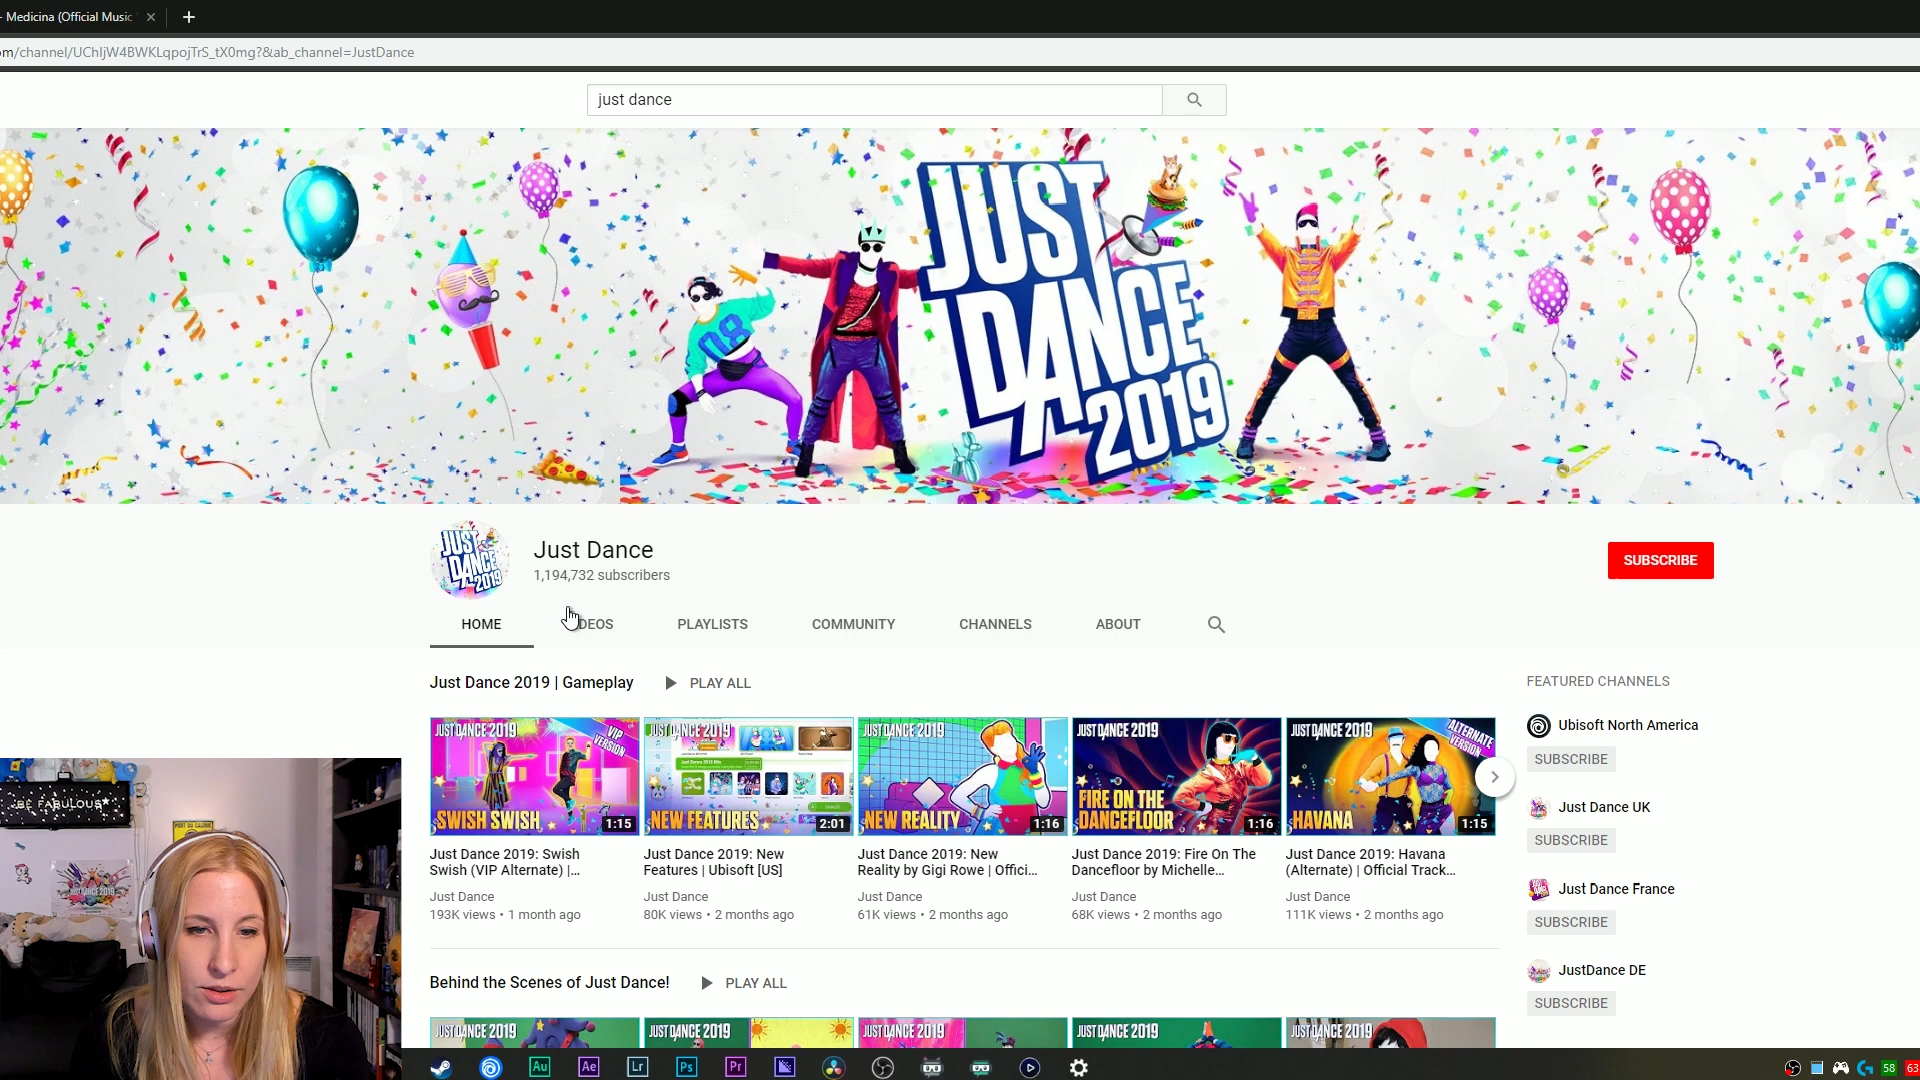 - Medicina (Official Music
om/channel/UChIjW4BWKLqpojTrS_tX0mg?&ab_channel=JustDance
just dance
JUST
DANCE
2019
08
JUST
DANCE
2019
Just Dance
1,194,732 subscribers
SUBSCRIBE
HOME
DEOS
PLAYLISTS
COMMUNITY
CHANNELS
ABOUT
Just Dance 2019 | Gameplay
PLAY ALL
JUST DANCE 2019
VIP
VERSION
SWISH SWISH
1:15
JUST DANCE 2019
NEW FEATURES
2:01
JUST DANCE 2019
NEW REALITY
1:16
JUST DANCE 2019
FIRE ON THE
DANCEFLOOR
1:16
JUST DANCE 2019
ALTERNATE
VERSION
HAVANA
1:15
Just Dance 2019: Swish
Swish (VIP Alternate) |...
Just Dance
193K views • 1 month ago
Just Dance 2019: New
Features | Ubisoft [US]
Just Dance
80K views • 2 months ago
Just Dance 2019: New
Reality by Gigi Rowe | Offici...
Just Dance
61K views • 2 months ago
Just Dance 2019: Fire On The
Dancefloor by Michelle...
Just Dance
68K views • 2 months ago
Just Dance 2019: Havana
(Alternate) | Official Track...
Just Dance
111K views • 2 months ago
FEATURED CHANNELS
Ubisoft North America
SUBSCRIBE
Just Dance UK
SUBSCRIBE
Just Dance France
SUBSCRIBE
JustDance DE
SUBSCRIBE
Behind the Scenes of Just Dance!
PLAY ALL
JUST DANCE 2019
JUST DANCE 2019
JUST DANCE 2019
JUST DANCE 2019
JUST DANCE 2019
BE FABULOUS
JUST DANCE 2019
Au
Ae
Lr
Ps
Pr
58
63